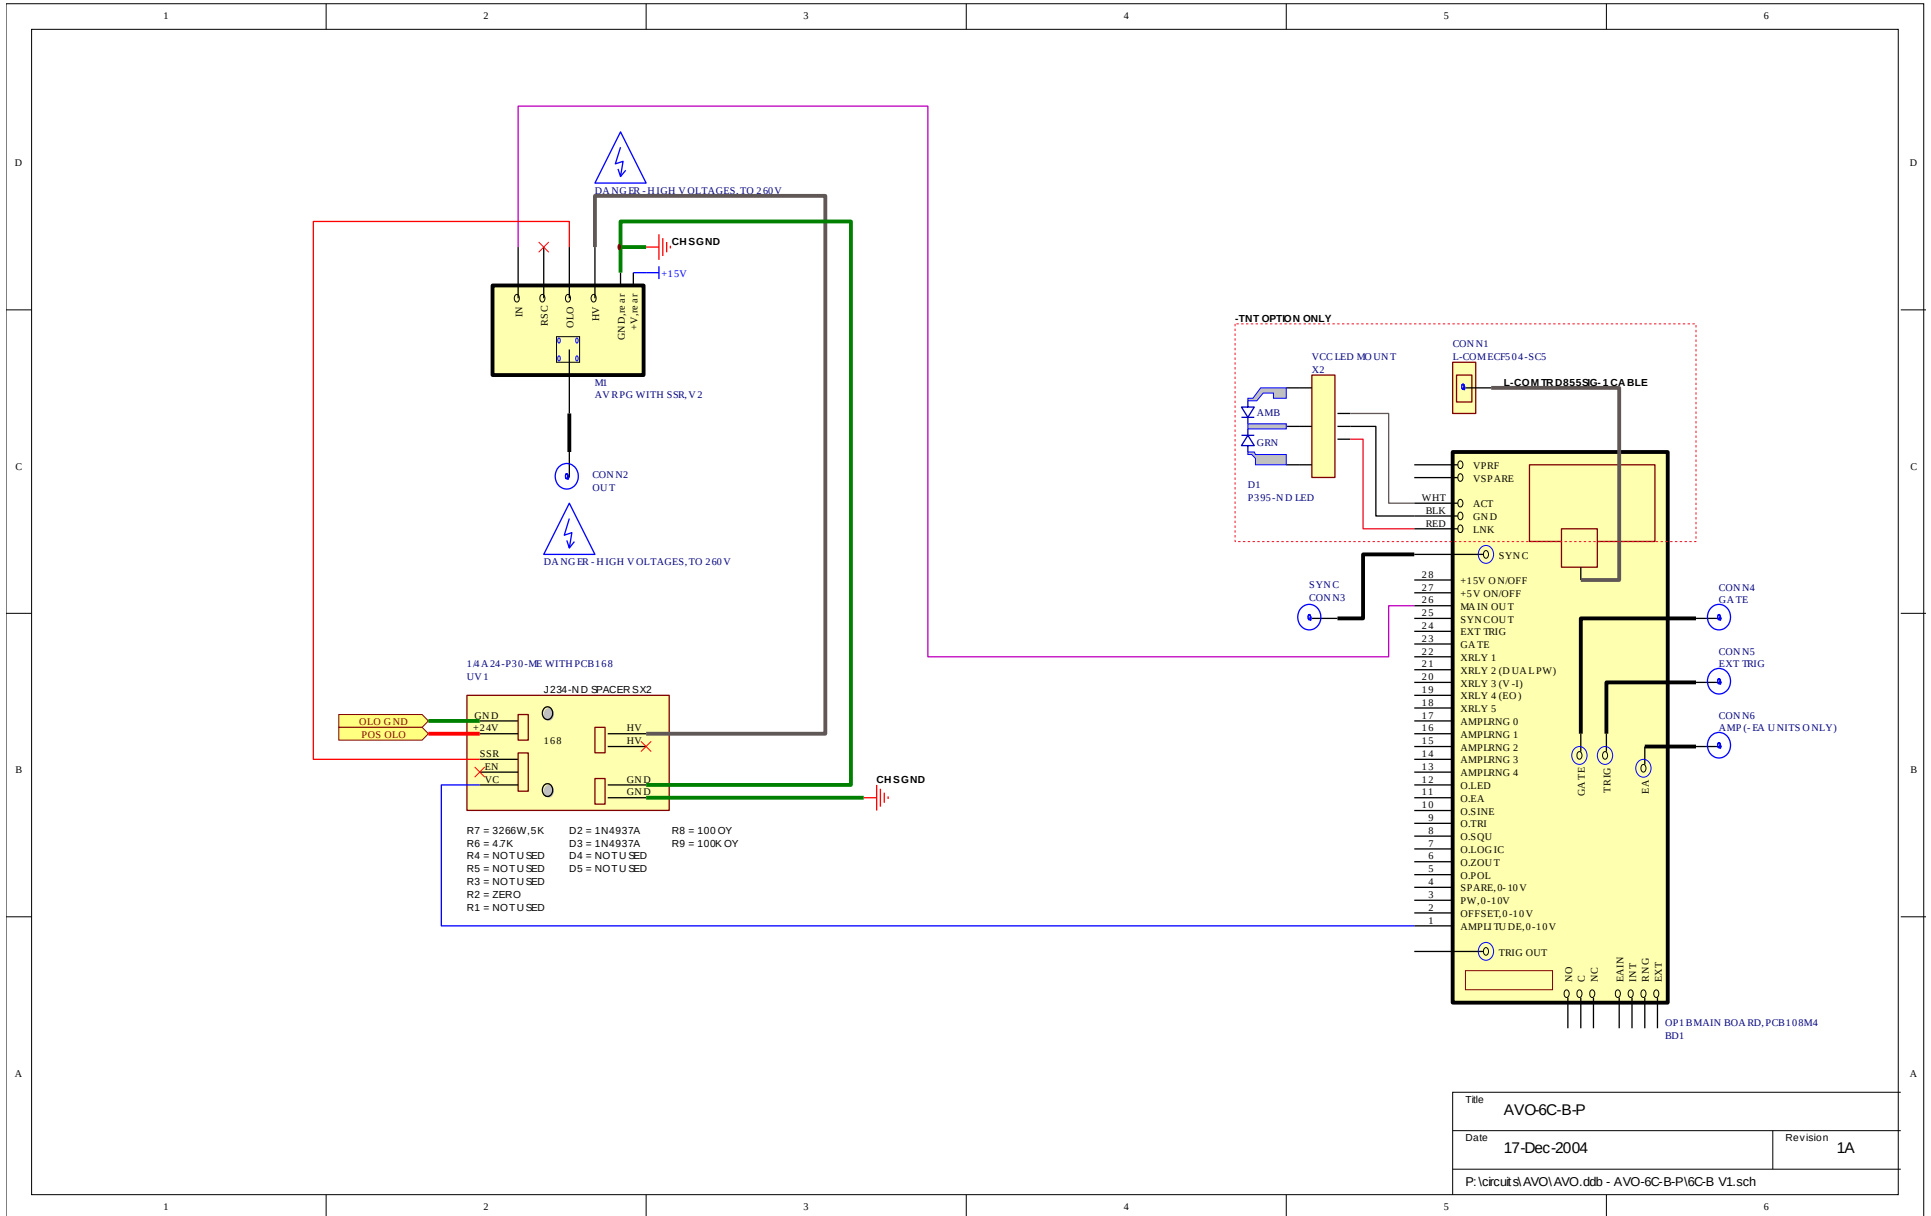 1 2 3 4 5 6
D D
C C
B B
A A
DANGER - HIGH VOLTAGES, TO 260V
CHSGND
+15V
IN
RSC
OLO
HV
GND, rear
+V, rear
M1
AVRPG WITH SSR, V2
CONN2
OUT
DANGER - HIGH VOLTAGES, TO 260V
-TNT OPTION ONLY
VCC LED MOUNT
X2
AMB
GRN
D1
P395-ND LED
CONN1
L-COM ECF504-SC5
L-COM TRD855SIG-1 CABLE
VPRF
VSPARE
WHT ACT
BLK GND
RED LNK
SYNC
SYNC
CONN3
28 +15V ON/OFF
27 +5V ON/OFF
26 MAIN OUT
25 SYNC OUT
24 EXT TRIG
23 GATE
22 XRLY 1
21 XRLY 2 (DUAL PW)
20 XRLY 3 (V-I)
19 XRLY 4 (EO)
18 XRLY 5
17 AMPLRNG 0
16 AMPLRNG 1
15 AMPLRNG 2
14 AMPLRNG 3
13 AMPLRNG 4
12 O.LED
11 O.EA
10 O.SINE
9 O.TRI
8 O.SQU
7 O.LOGIC
6 O.ZOUT
5 O.POL
4 SPARE, 0-10V
3 PW, 0-10V
2 OFFSET, 0-10V
1 AMPLITUDE, 0-10V
TRIG OUT
GATE
TRIG
EA
CONN4
GATE
CONN5
EXT TRIG
CONN6
AMP (-EA UNITS ONLY)
NO
C
NC
EAIN
INT
RNG
EXT
OP1B MAIN BOARD, PCB108M4
BD1
1/4A24-P30-ME WITH PCB168
UV1
J234-ND SPACERS X2
OLO GND
POS OLO
GND
+24V
168
SSR
EN
VC
HV
HV
GND
GND
CHSGND
R7 = 3266W, 5K D2 = 1N4937A R8 = 100 OY
R6 = 4.7K D3 = 1N4937A R9 = 100K OY
R4 = NOT USED D4 = NOT USED
R5 = NOT USED D5 = NOT USED
R3 = NOT USED
R2 = ZERO
R1 = NOT USED
Title AVO-6C-B-P
Date 17-Dec-2004 Revision 1A
P:\circuits\AVO\AVO.ddb - AVO-6C-B-P\6C-B V1.sch
1 2 3 4 5 6